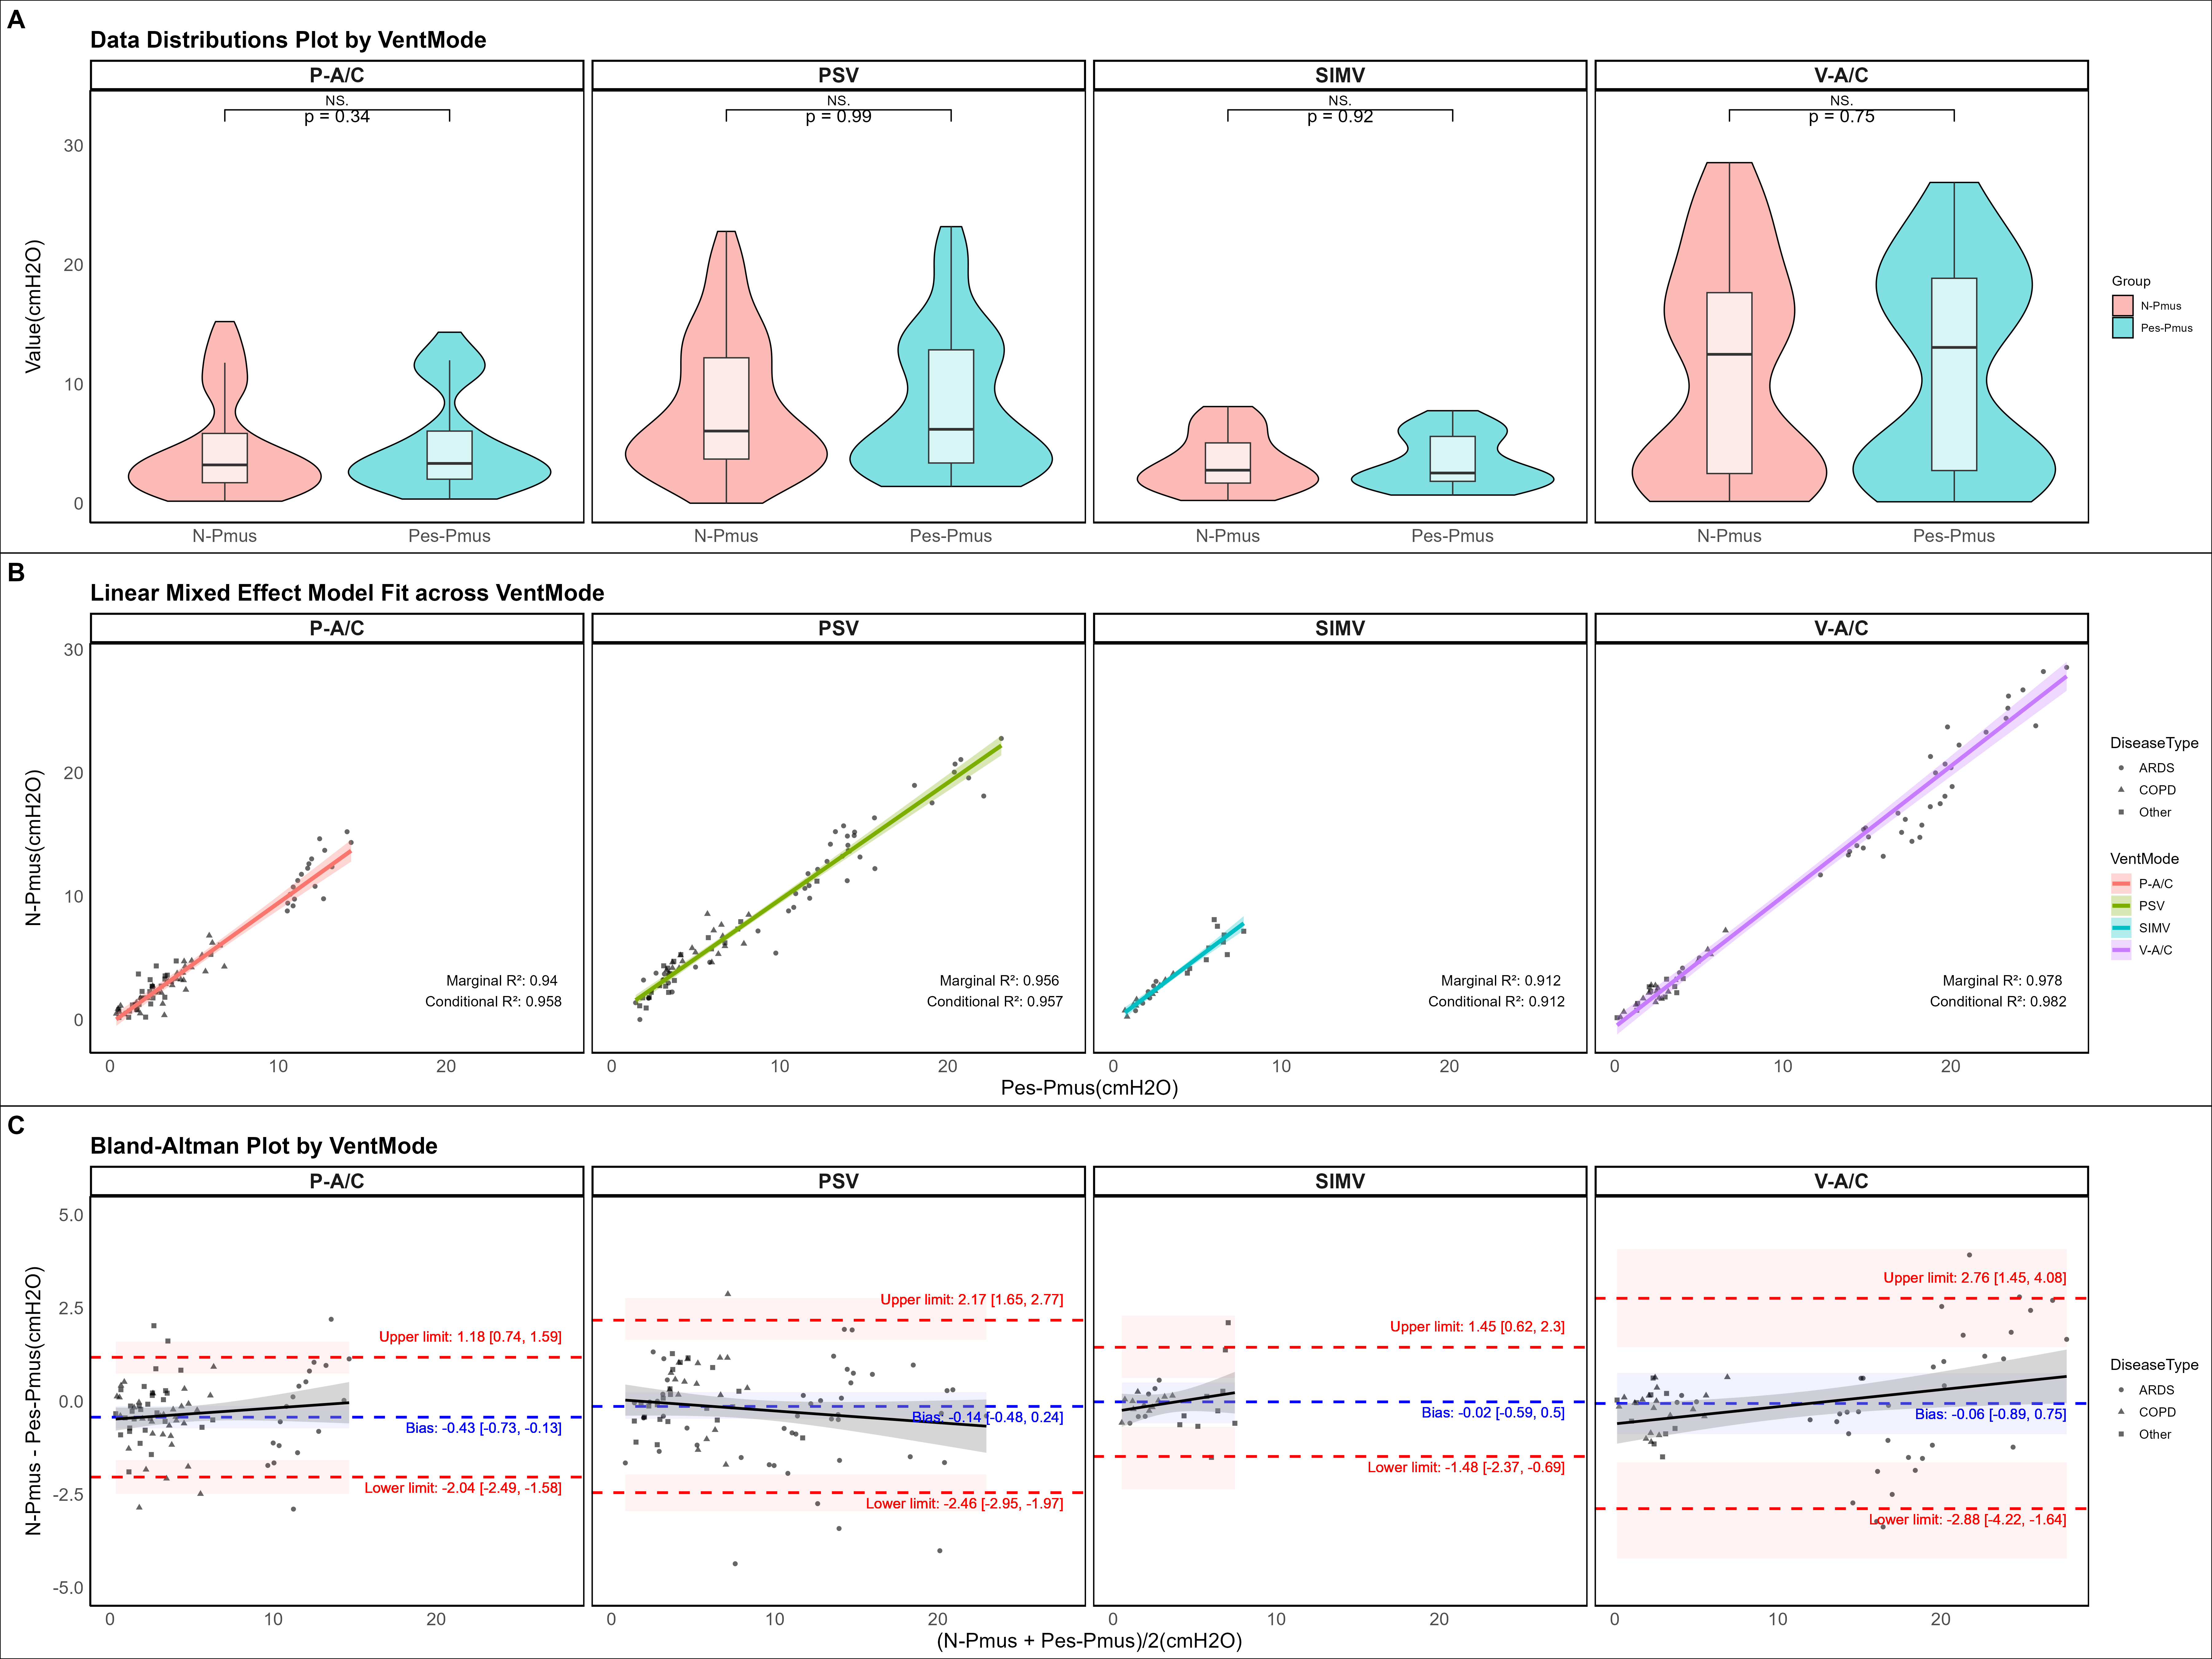 A
Data Distributions Plot by VentMode
P-A/C
PSV
SIMV
V-A/C
NS.
p = 0.34
NS.
p = 0.99
NS.
p = 0.92
NS.
p = 0.75
Value(cmH2O)
30
20
10
0
N-Pmus
Pes-Pmus
N-Pmus
Pes-Pmus
N-Pmus
Pes-Pmus
N-Pmus
Pes-Pmus
Group
N-Pmus
Pes-Pmus
B
Linear Mixed Effect Model Fit across VentMode
P-A/C
PSV
SIMV
V-A/C
N-Pmus(cmH2O)
30
20
10
0
Marginal R²: 0.94
Conditional R²: 0.958
Marginal R²: 0.956
Conditional R²: 0.957
Marginal R²: 0.912
Conditional R²: 0.912
Marginal R²: 0.978
Conditional R²: 0.982
0 10 20
0 10 20
0 10 20
0 10 20
Pes-Pmus(cmH2O)
DiseaseType
ARDS
COPD
Other
VentMode
P-A/C
PSV
SIMV
V-A/C
C
Bland-Altman Plot by VentMode
P-A/C
PSV
SIMV
V-A/C
N-Pmus - Pes-Pmus(cmH2O)
5.0
2.5
0.0
-2.5
-5.0
Upper limit: 1.18 [0.74, 1.59]
Bias: -0.43 [-0.73, -0.13]
Lower limit: -2.04 [-2.49, -1.58]
Upper limit: 2.17 [1.65, 2.77]
Bias: -0.14 [-0.48, 0.24]
Lower limit: -2.46 [-2.95, -1.97]
Upper limit: 1.45 [0.62, 2.3]
Bias: -0.02 [-0.59, 0.5]
Lower limit: -1.48 [-2.37, -0.69]
Upper limit: 2.76 [1.45, 4.08]
Bias: -0.06 [-0.89, 0.75]
Lower limit: -2.88 [-4.22, -1.64]
0 10 20
0 10 20
0 10 20
0 10 20
(N-Pmus + Pes-Pmus)/2(cmH2O)
DiseaseType
ARDS
COPD
Other